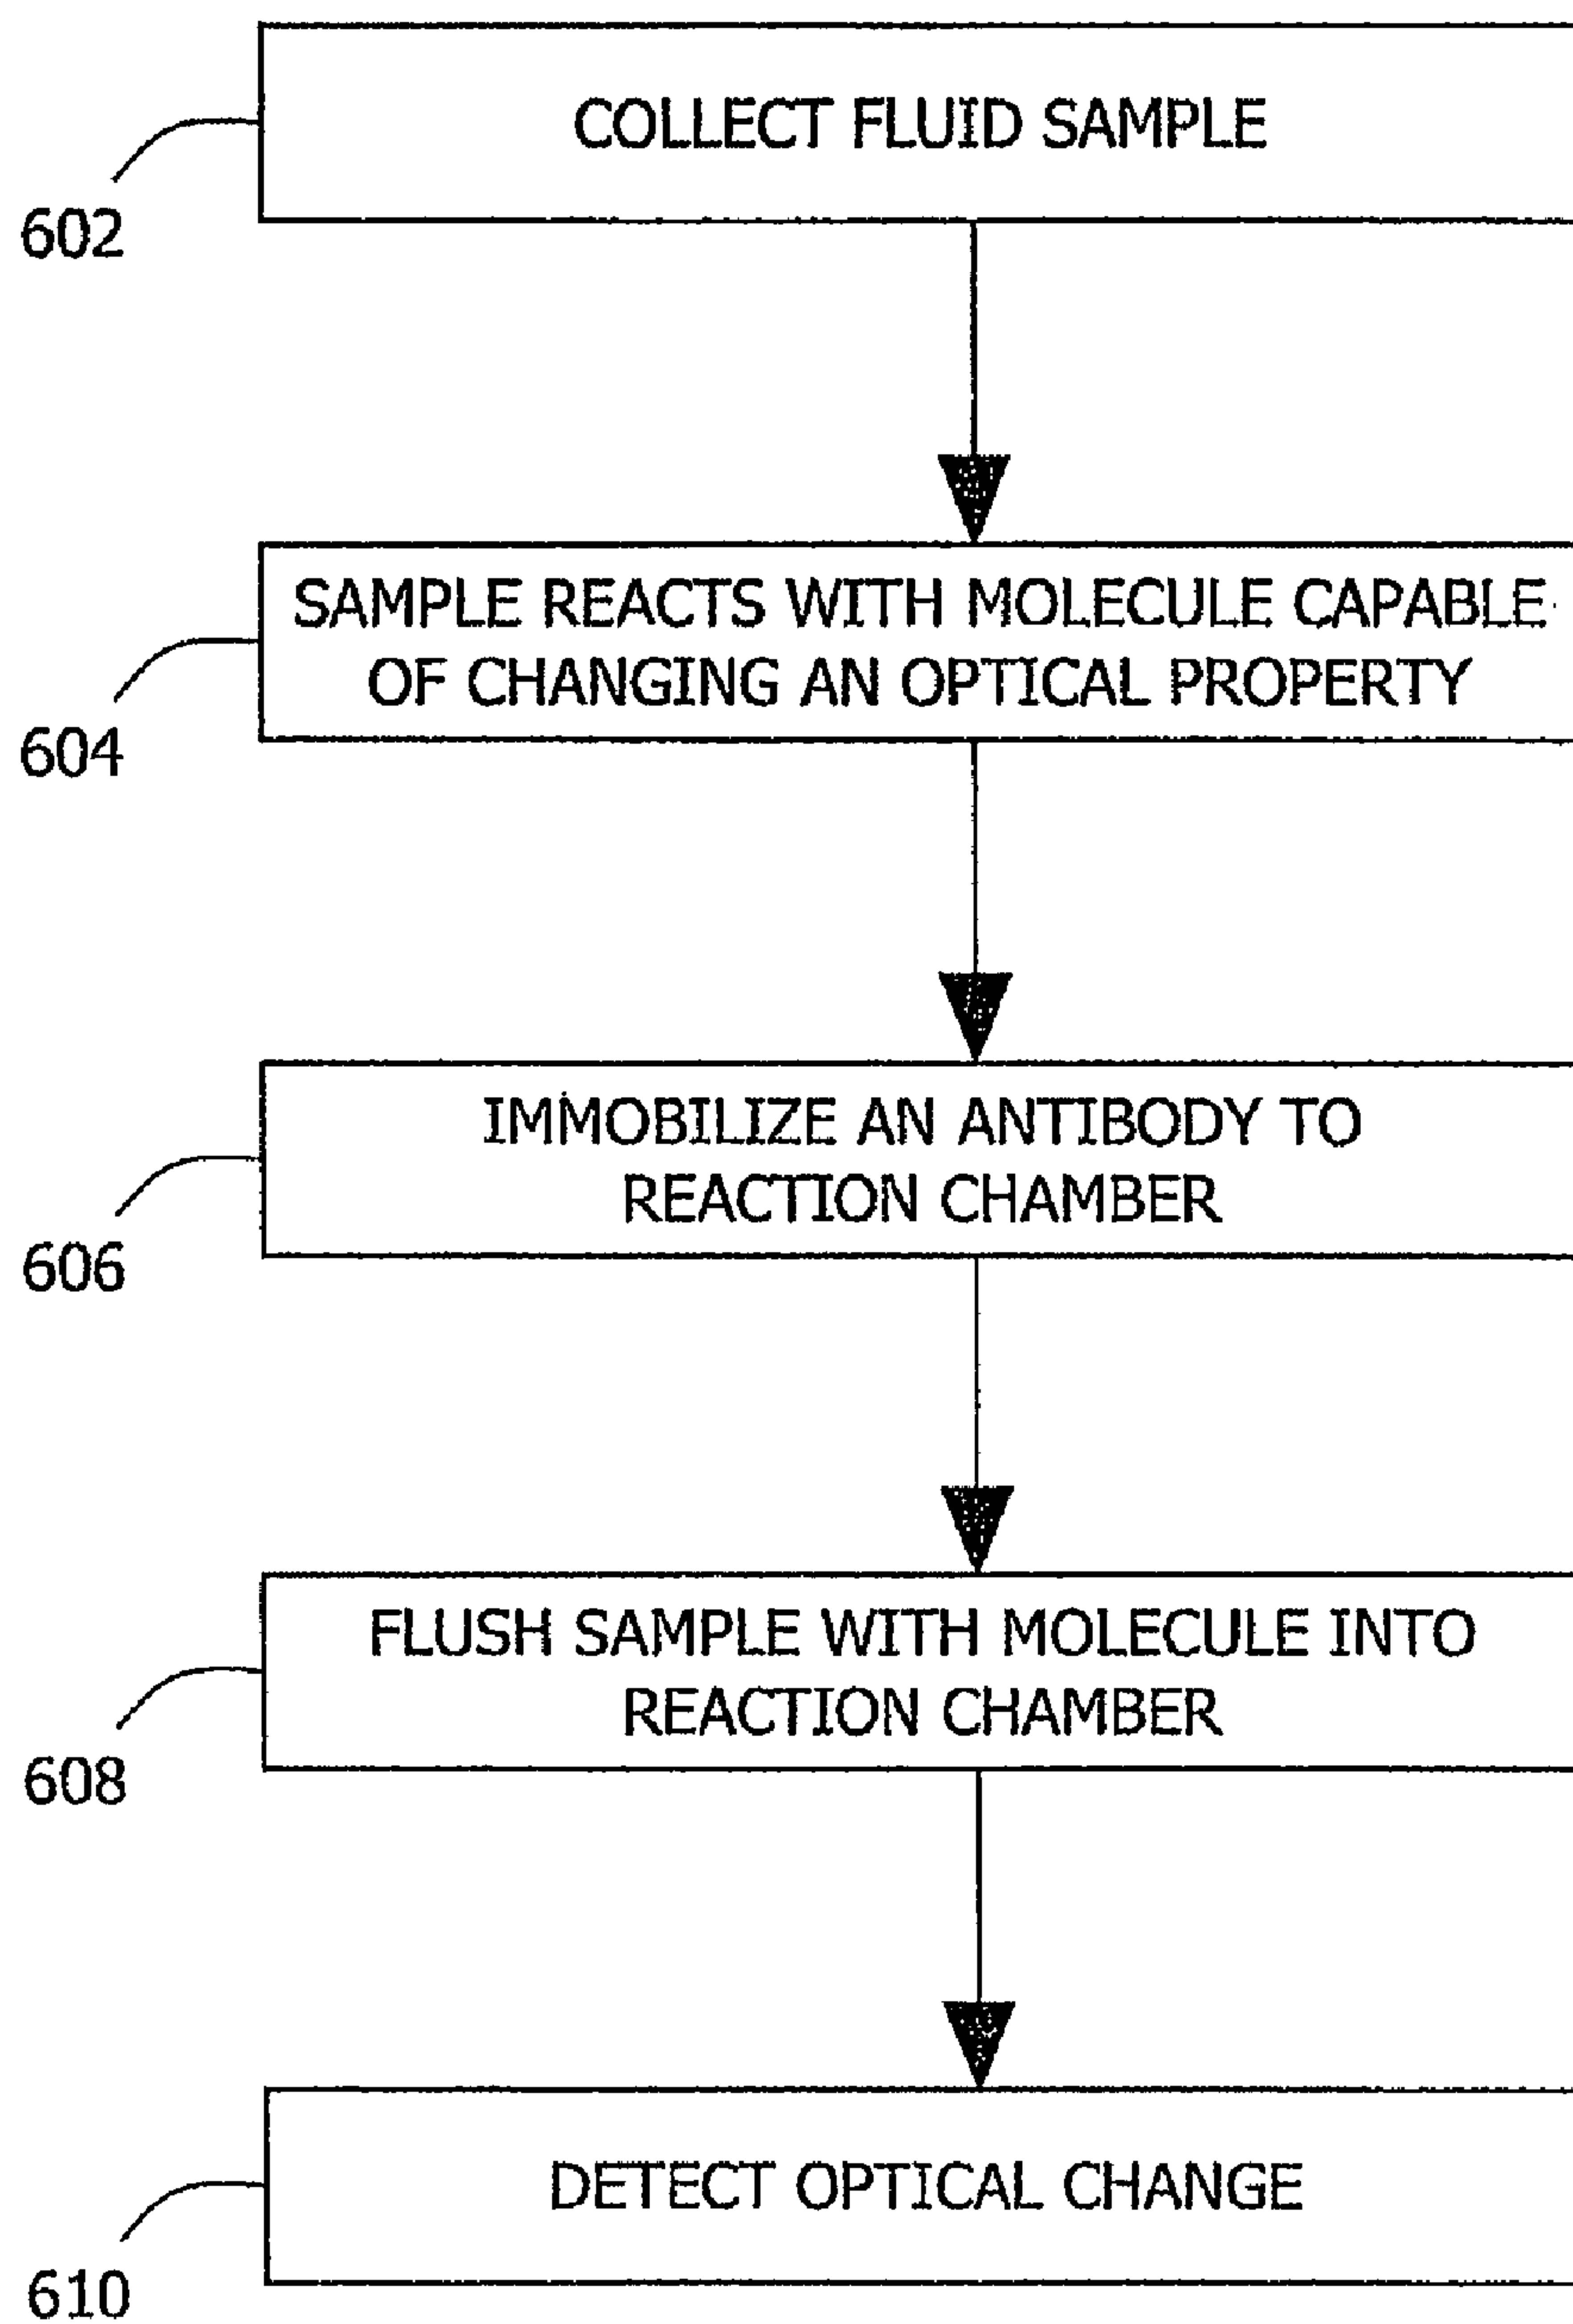 COLLECT FLUID SAMPLE
602
SAMPLE REACTS WITH MOLECULE CAPABLE
OF CHANGING AN OPTICAL PROPERTY
604
IMMOBILIZE AN ANTIBODY TO
REACTION CHAMBER
606
FLUSH SAMPLE WITH MOLECULE INTO
REACTION CHAMBER
608
DETECT OPTICAL CHANGE
610